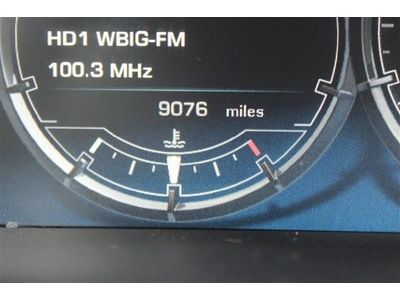 HD1 WBIG-FM
100.3 MHz
9076 miles